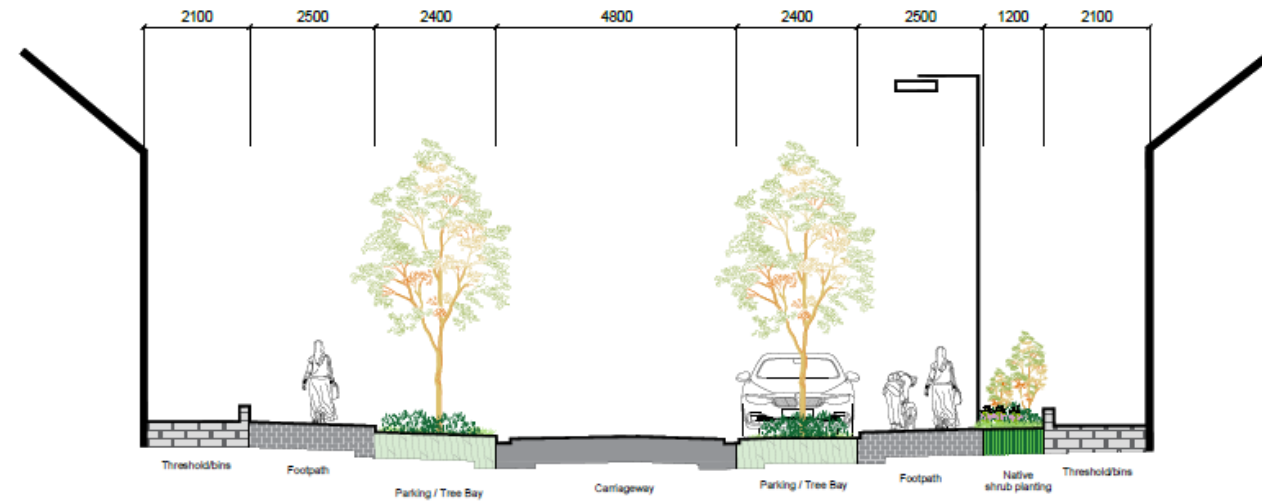 2100 2500 2400 4800 2400 2500 1200 2100
Threshold/bins
Footpath
Parking / Tree Bay
Carriageway
Parking / Tree Bay
Footpath
Native
shrub planting
Threshold/bins